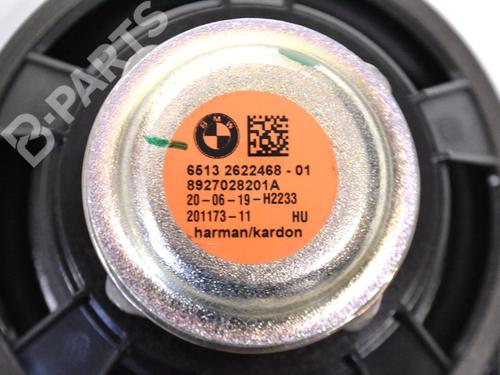 B-PARTS
BMW
6513 2622468 - 01
8927028201A
20-06-19-H2233
201173-11 HU
harman/kardon